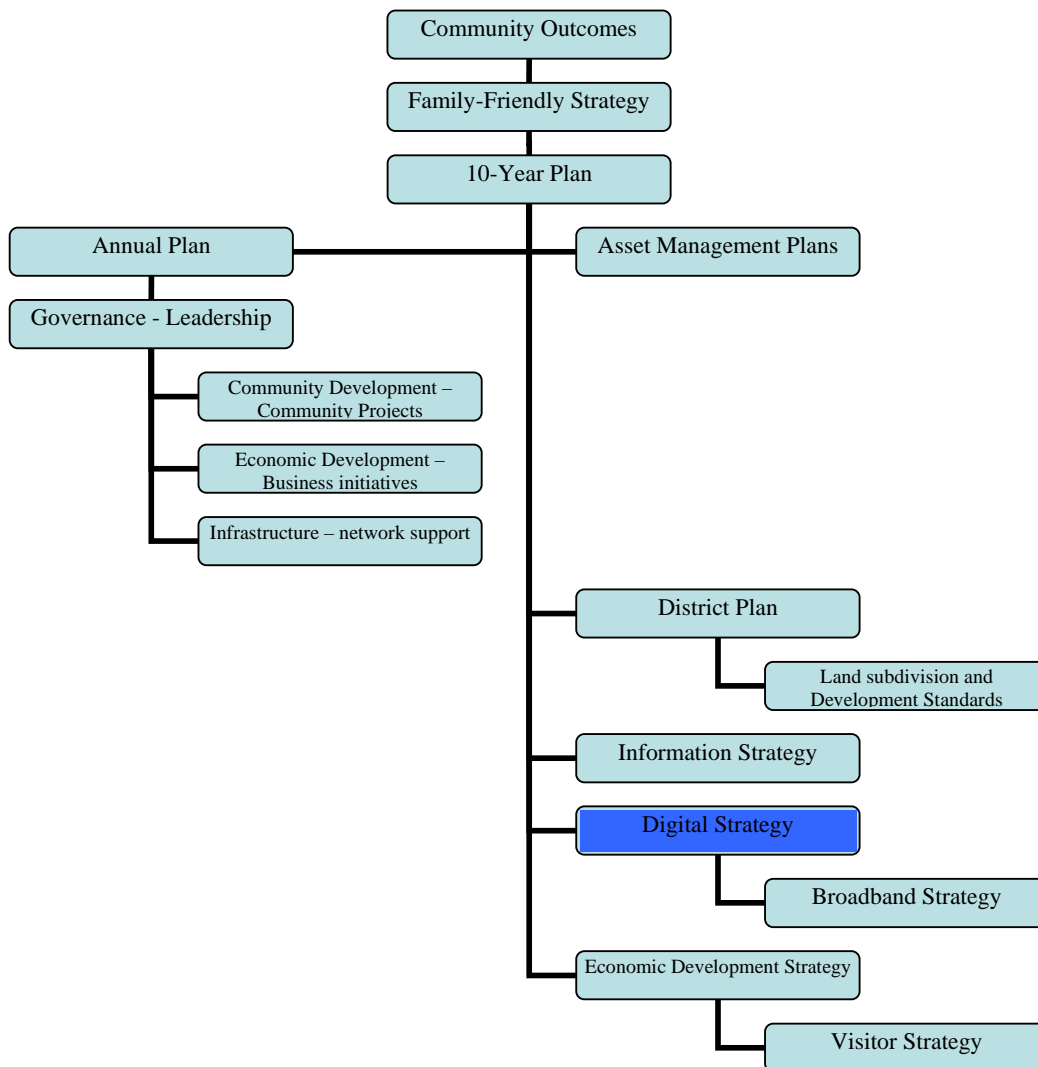 Community Outcomes
Family-Friendly Strategy
10-Year Plan
Annual Plan
Asset Management Plans
Governance - Leadership
Community Development –
Community Projects
Economic Development –
Business initiatives
Infrastructure – network support
District Plan
Land subdivision and
Development Standards
Information Strategy
Digital Strategy
Broadband Strategy
Economic Development Strategy
Visitor Strategy